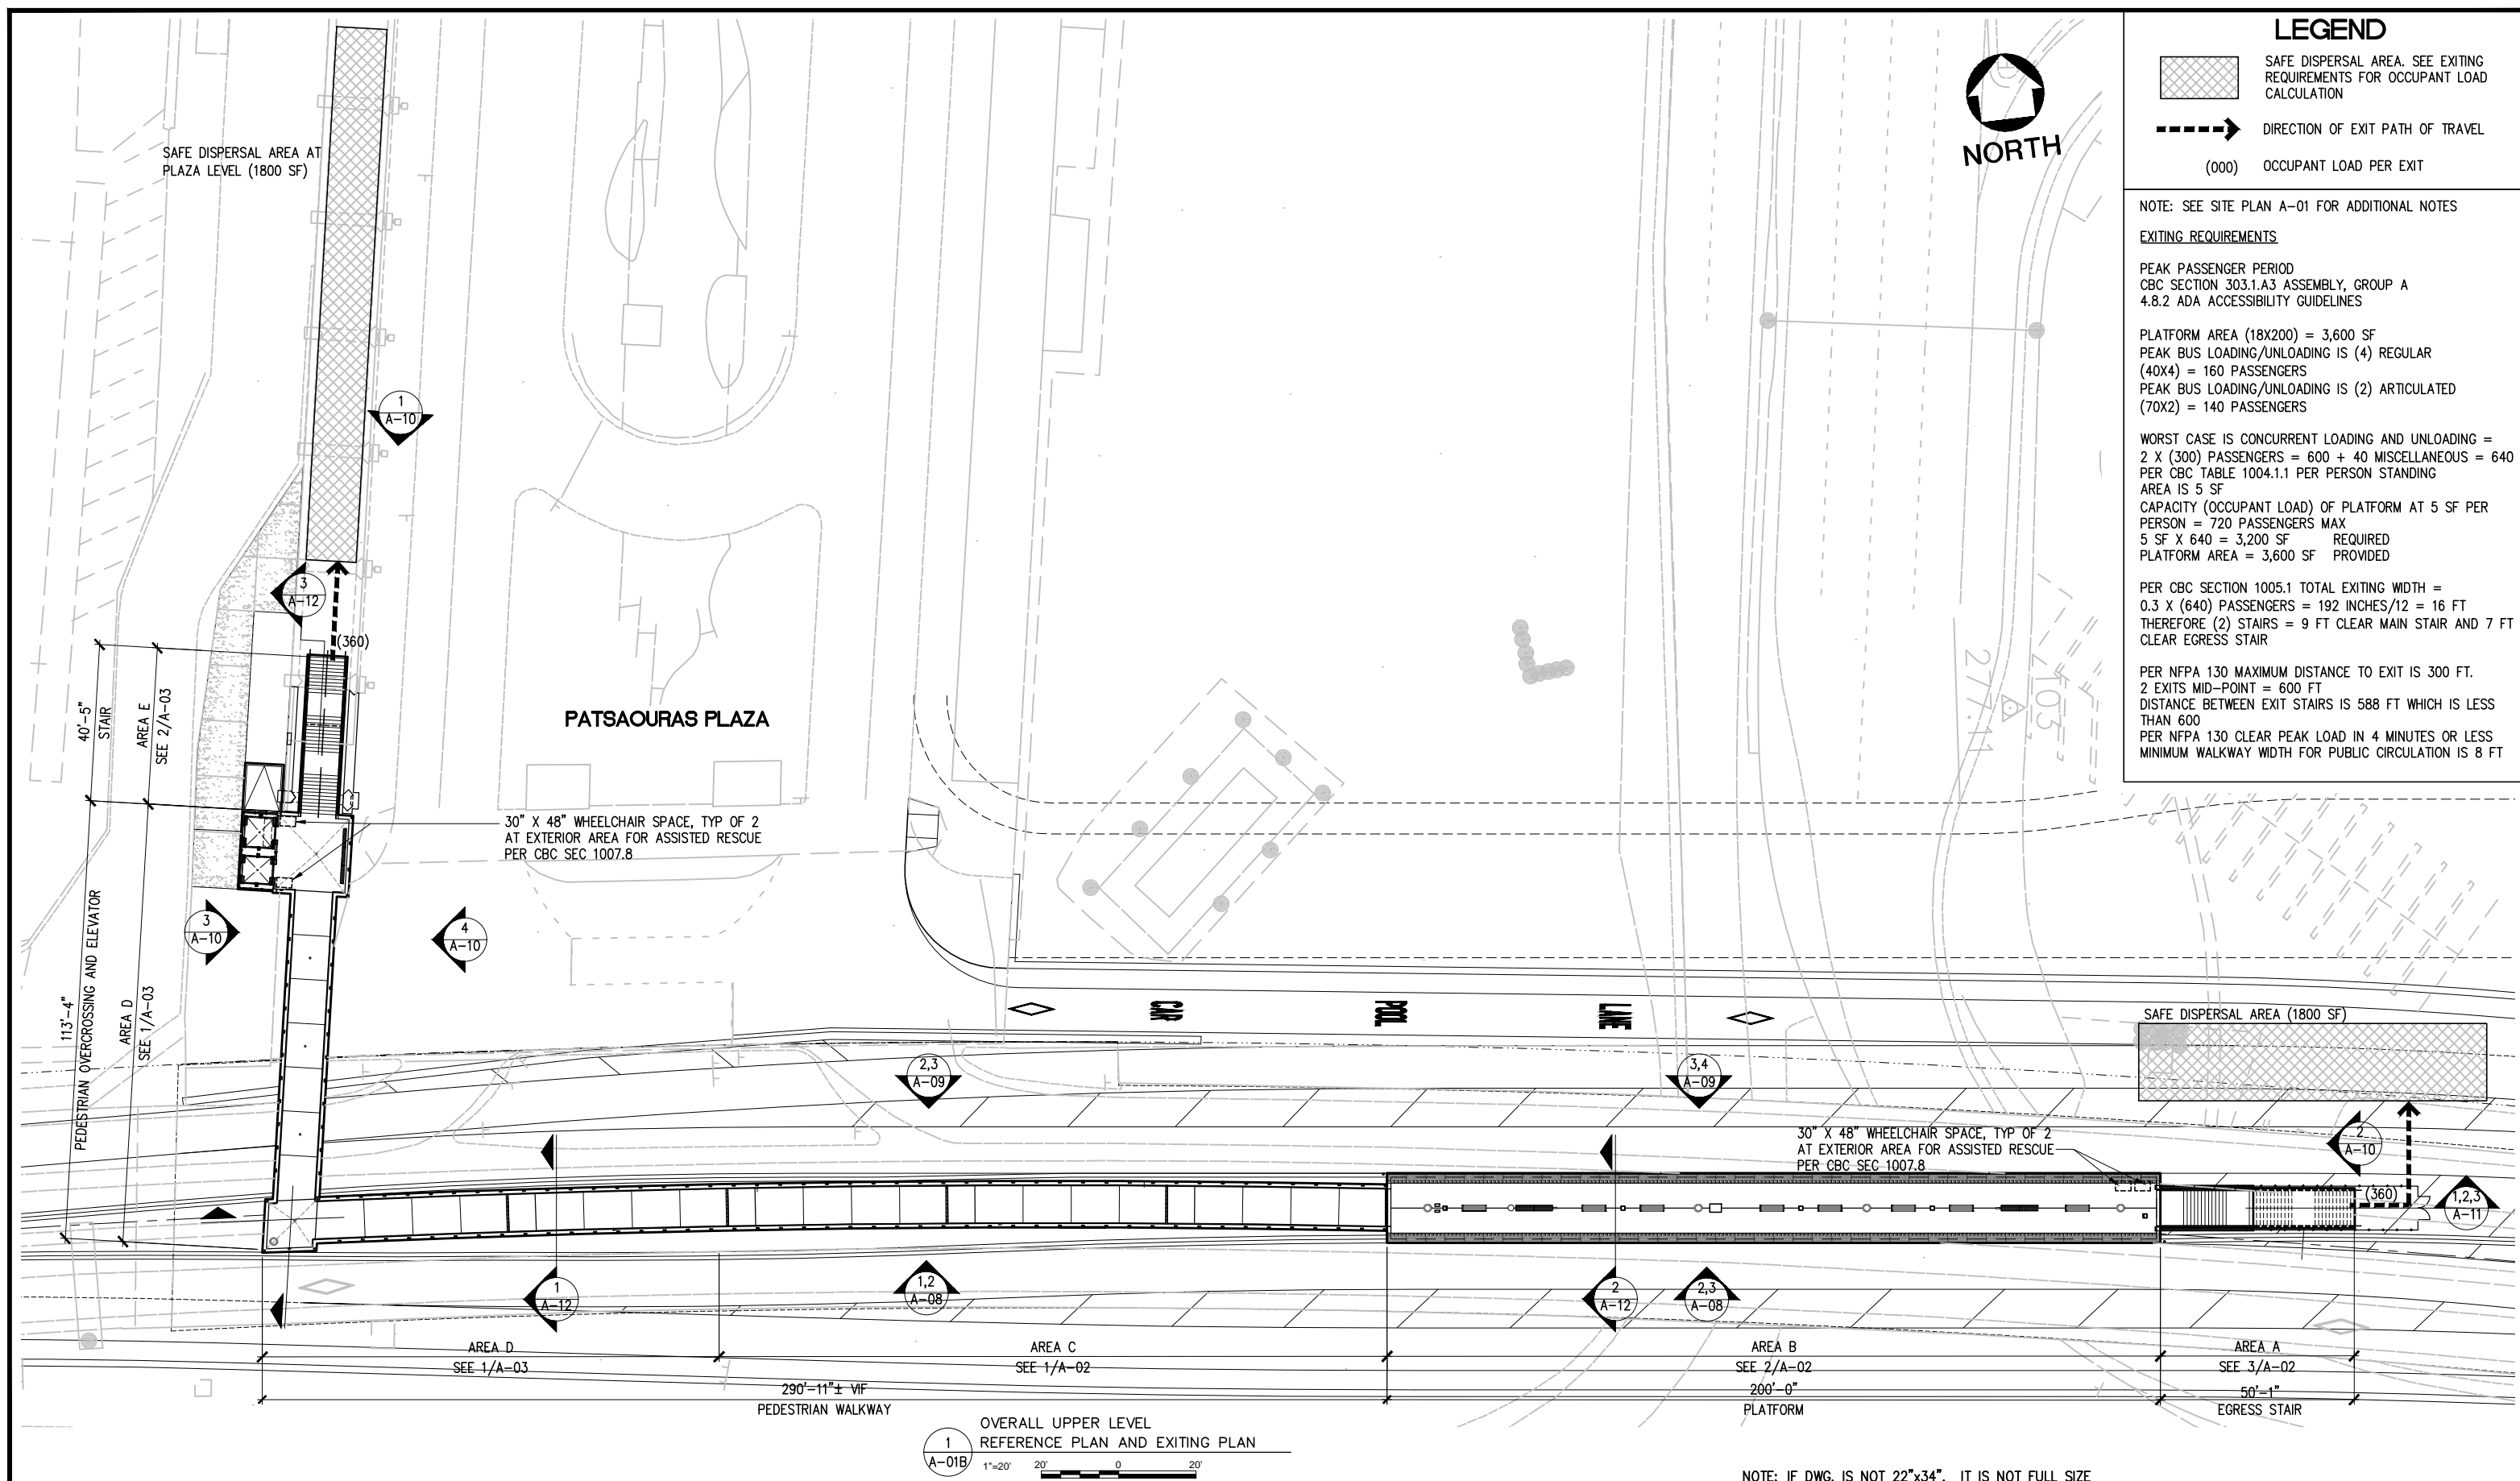 LEGEND
SAFE DISPERSAL AREA. SEE EXITING
REQUIREMENTS FOR OCCUPANT LOAD
CALCULATION
DIRECTION OF EXIT PATH OF TRAVEL
(000) OCCUPANT LOAD PER EXIT
NOTE: SEE SITE PLAN A-01 FOR ADDITIONAL NOTES
EXITING REQUIREMENTS
PEAK PASSENGER PERIOD
CBC SECTION 303.1.A3 ASSEMBLY, GROUP A
4.8.2 ADA ACCESSIBILITY GUIDELINES
PLATFORM AREA (18X200) = 3,600 SF
PEAK BUS LOADING/UNLOADING IS (4) REGULAR
(40X4) = 160 PASSENGERS
PEAK BUS LOADING/UNLOADING IS (2) ARTICULATED
(70X2) = 140 PASSENGERS
WORST CASE IS CONCURRENT LOADING AND UNLOADING =
2 X (300) PASSENGERS = 600 + 40 MISCELLANEOUS = 640
PER CBC TABLE 1004.1.1 PER PERSON STANDING
AREA IS 5 SF
CAPACITY (OCCUPANT LOAD) OF PLATFORM AT 5 SF PER
PERSON = 720 PASSENGERS MAX
5 SF X 640 = 3,200 SF REQUIRED
PLATFORM AREA = 3,600 SF PROVIDED
PER CBC SECTION 1005.1 TOTAL EXITING WIDTH =
0.3 X (640) PASSENGERS = 192 INCHES/12 = 16 FT
THEREFORE (2) STAIRS = 9 FT CLEAR MAIN STAIR AND 7 FT
CLEAR EGRESS STAIR
PER NFPA 130 MAXIMUM DISTANCE TO EXIT IS 300 FT.
2 EXITS MID-POINT = 600 FT
DISTANCE BETWEEN EXIT STAIRS IS 588 FT WHICH IS LESS
THAN 600
PER NFPA 130 CLEAR PEAK LOAD IN 4 MINUTES OR LESS
MINIMUM WALKWAY WIDTH FOR PUBLIC CIRCULATION IS 8 FT
NORTH
SAFE DISPERSAL AREA AT
PLAZA LEVEL (1800 SF)
1
A-10
3
A-12
(360)
40'-5"
STAIR
AREA E
SEE 2/A-03
PATSAOURAS PLAZA
277.11
2103
30" X 48" WHEELCHAIR SPACE, TYP OF 2
AT EXTERIOR AREA FOR ASSISTED RESCUE
PER CBC SEC 1007.8
3
A-10
4
A-10
113'-4"
PEDESTRIAN OVERCROSSING AND ELEVATOR
AREA D
SEE 1/A-03
CAR
POOL
LANE
SAFE DISPERSAL AREA (1800 SF)
2,3
A-09
3,4
A-09
30" X 48" WHEELCHAIR SPACE, TYP OF 2
AT EXTERIOR AREA FOR ASSISTED RESCUE
PER CBC SEC 1007.8
2
A-10
(360)
1,2,3
A-11
1
A-12
1,2
A-08
2
A-12
2,3
A-08
AREA D
SEE 1/A-03
AREA C
SEE 1/A-02
AREA B
SEE 2/A-02
AREA A
SEE 3/A-02
290'-11"± VIF
PEDESTRIAN WALKWAY
200'-0"
PLATFORM
50'-1"
EGRESS STAIR
1
A-01B
OVERALL UPPER LEVEL
REFERENCE PLAN AND EXITING PLAN
1"=20'
20' 0 20'
NOTE: IF DWG. IS NOT 22"x34", IT IS NOT FULL SIZE